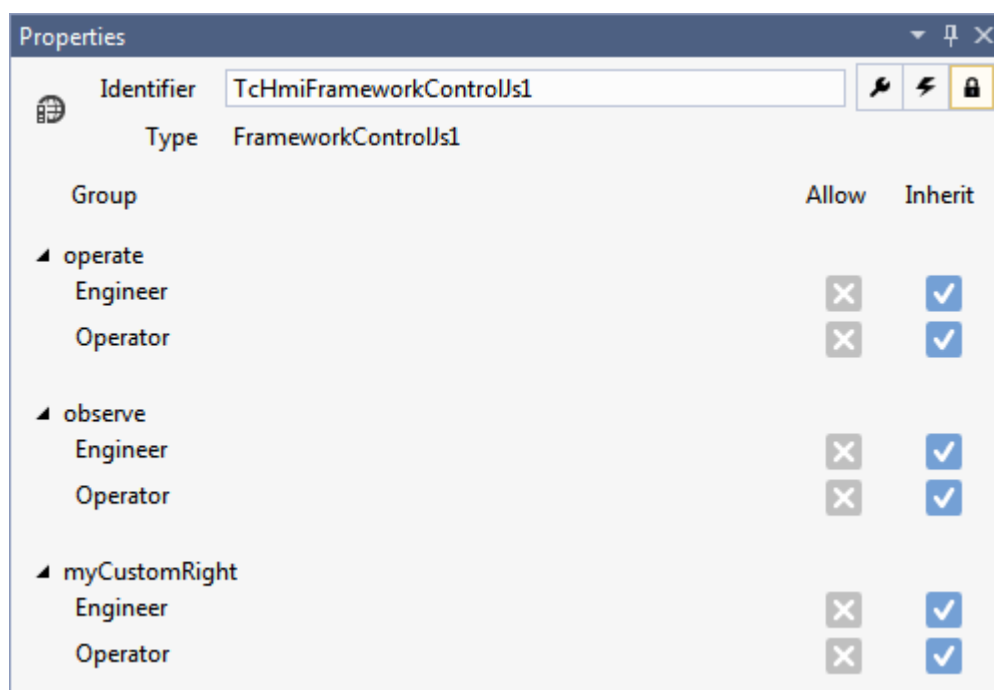 Properties
Identifier TcHmiFrameworkControlJs1
Type FrameworkControlJs1
Group Allow Inherit
operate
Engineer
Operator
observe
Engineer
Operator
myCustomRight
Engineer
Operator